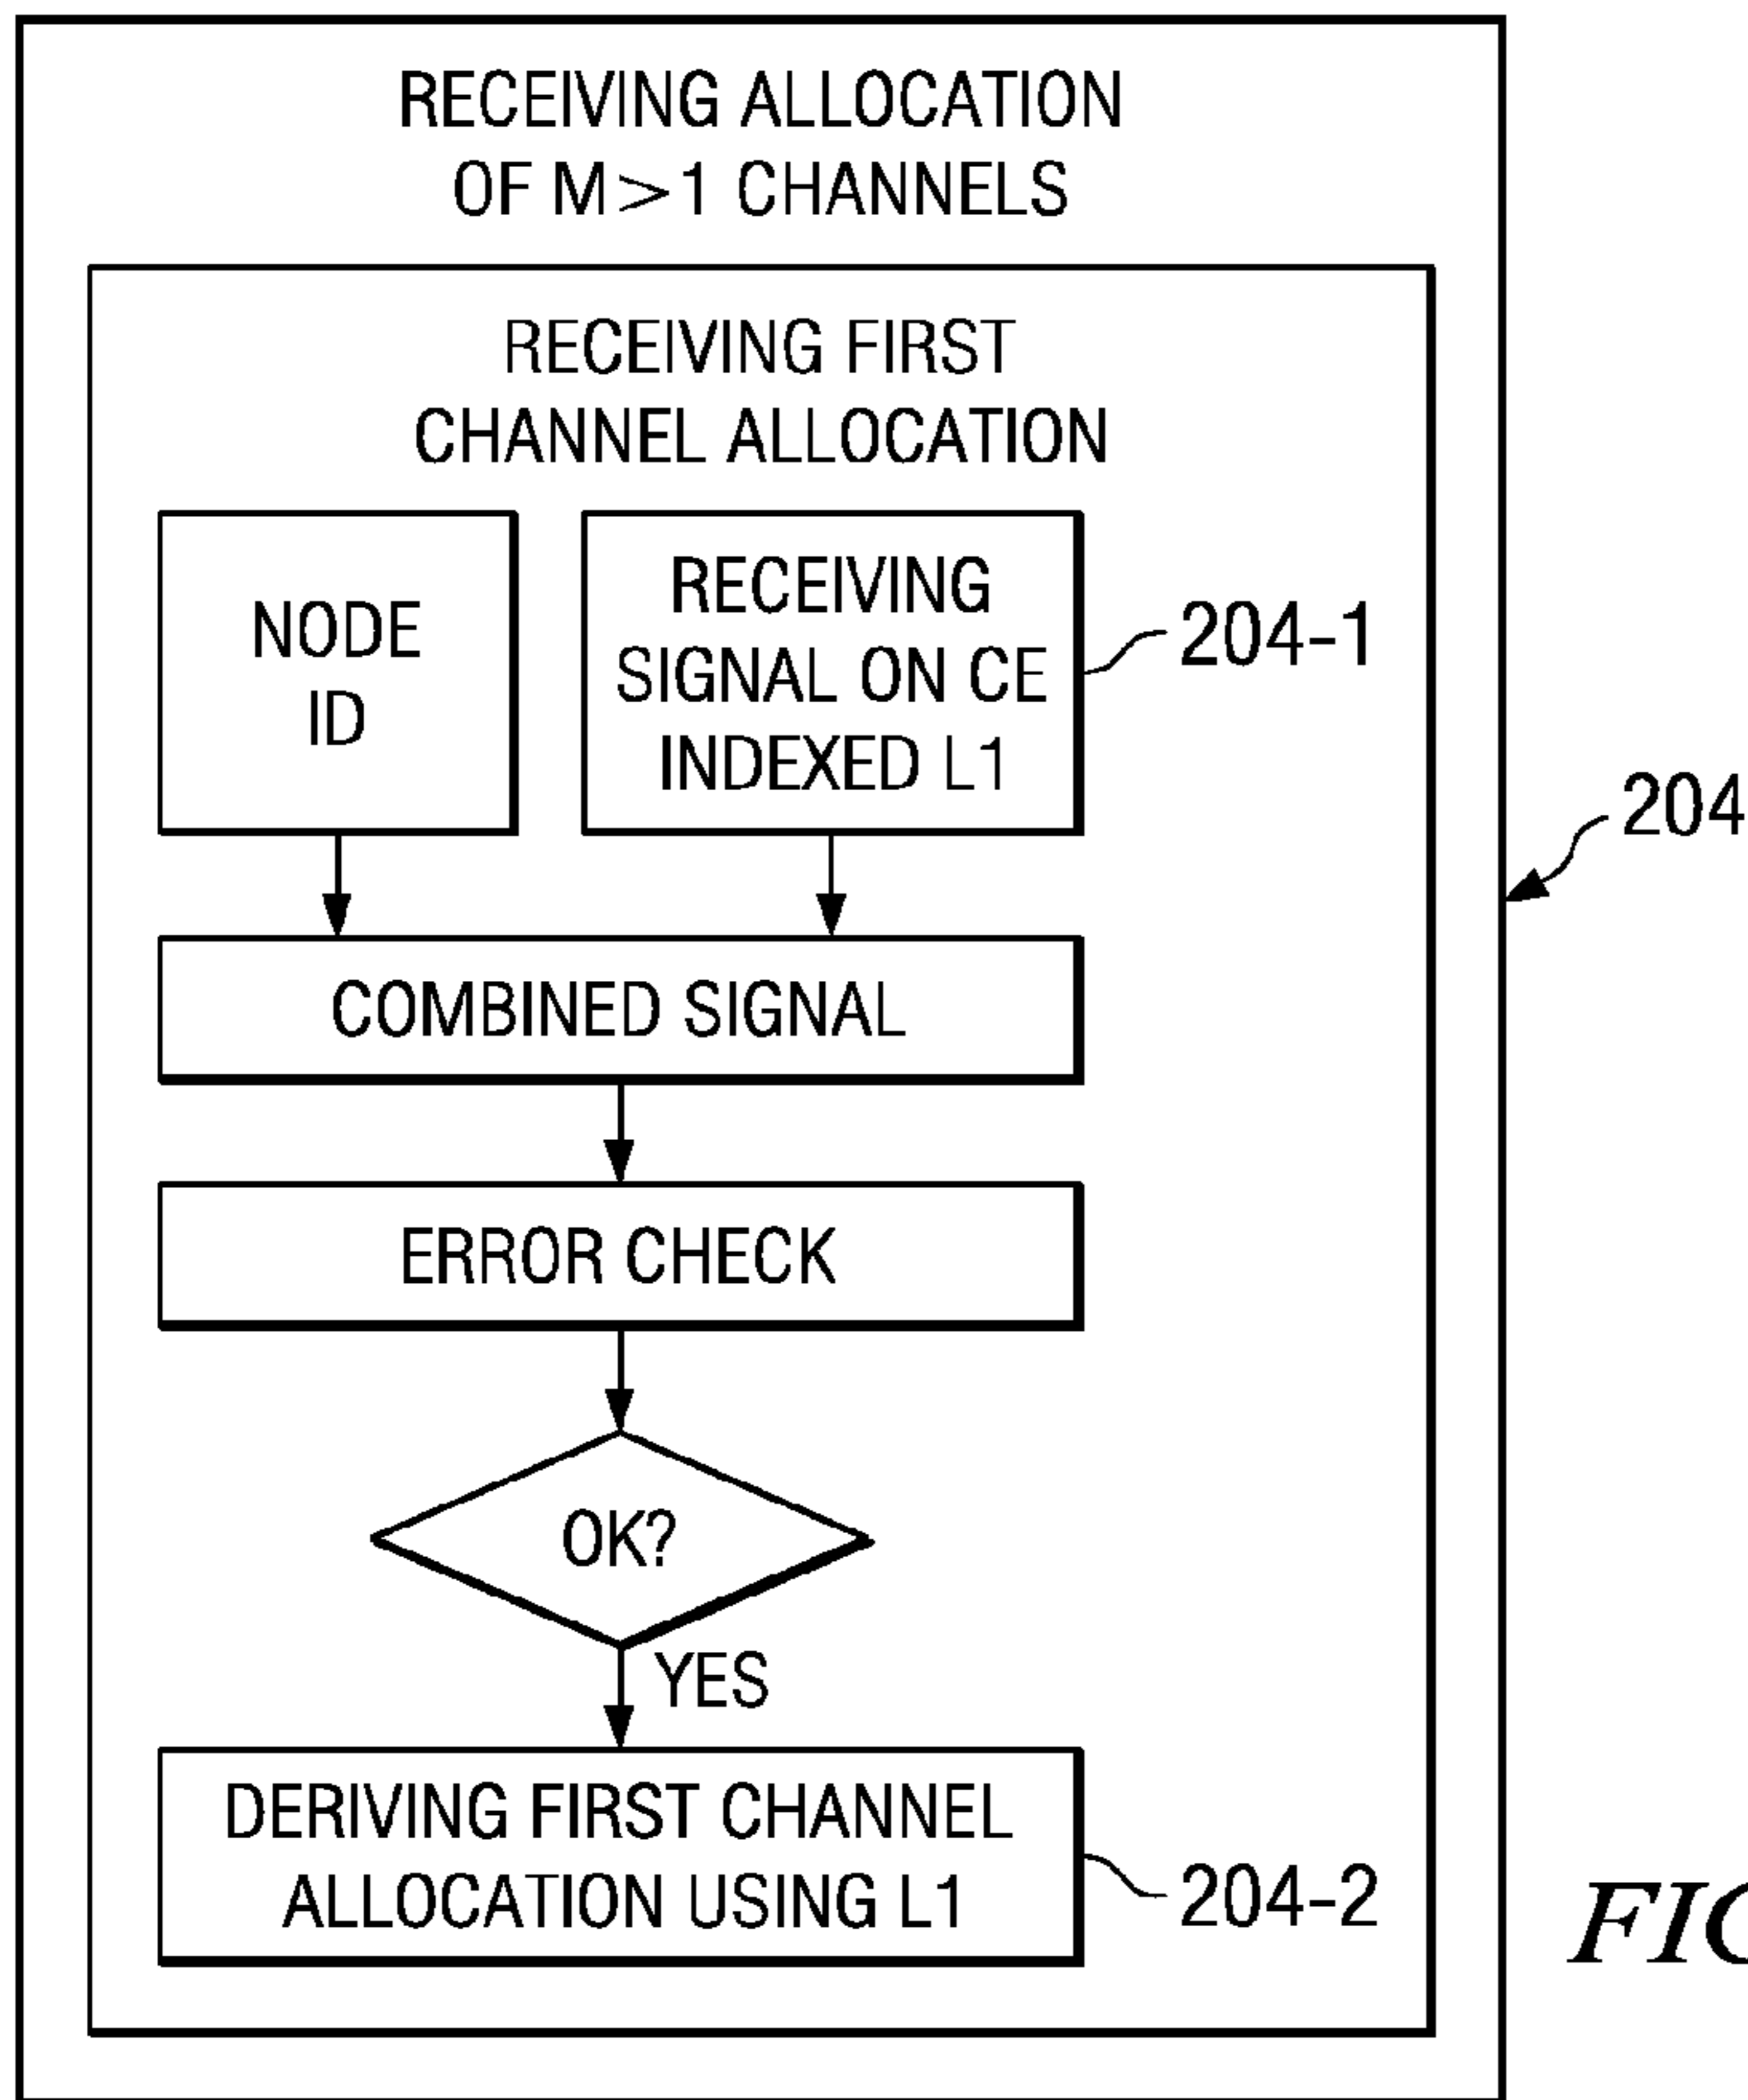 RECEIVING ALLOCATION
OF M>1 CHANNELS
RECEIVING FIRST
CHANNEL ALLOCATION
NODE
ID
RECEIVING
SIGNAL ON CE
INDEXED L1
204-1
204
COMBINED SIGNAL
ERROR CHECK
OK?
YES
DERIVING FIRST CHANNEL
ALLOCATION USING L1
204-2